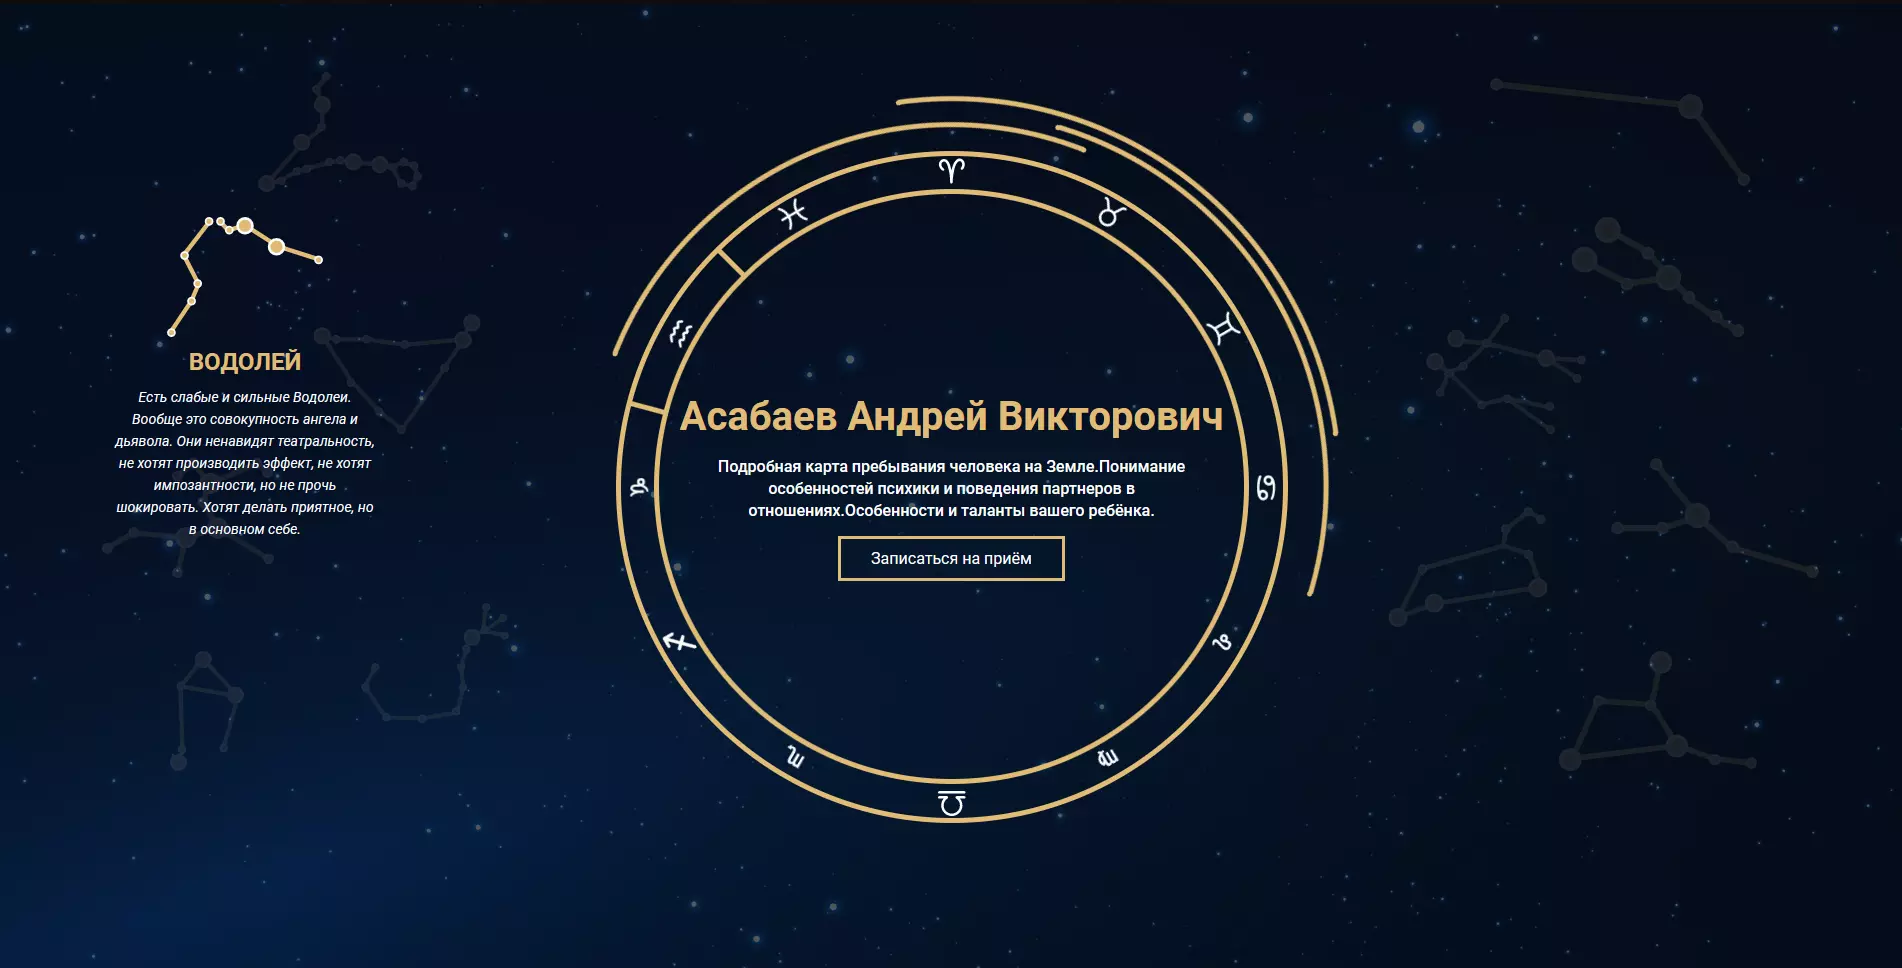 ВОДОЛЕЙ
Есть слабые и сильные Водолеи.
Вообще это совокупность ангела и
дьявола. Они ненавидят театральность,
не хотят производить эффект, не хотят
импозантности, но не прочь
шокировать. Хотят делать приятное, но
в основном себе.
Асабаев Андрей Викторович
Подробная карта пребывания человека на Земле.Понимание
особенностей психики и поведения партнеров в
отношениях.Особенности и таланты вашего ребёнка.
Записаться на приём